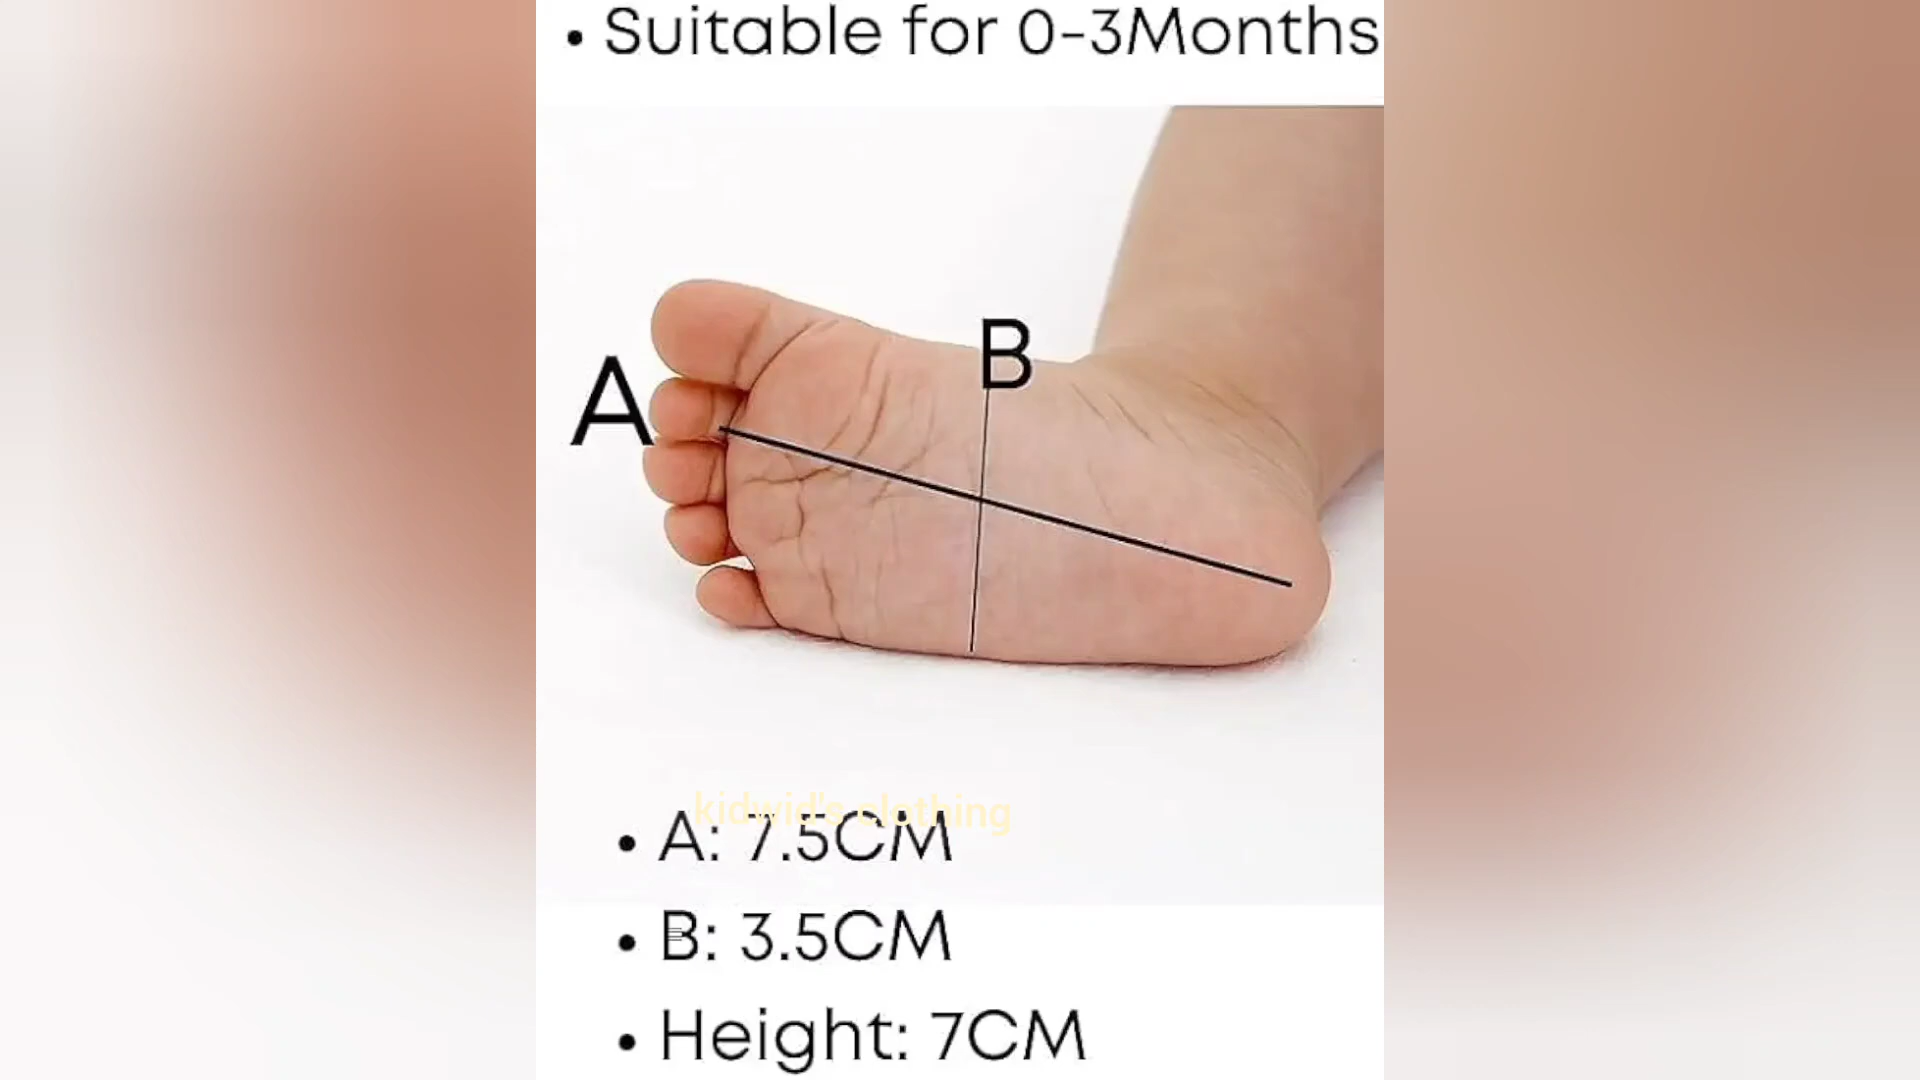 • Suitable for 0-3Months
B
A
kidwid's clothing
• A: 7.5CM
• B: 3.5CM
• Height: 7CM